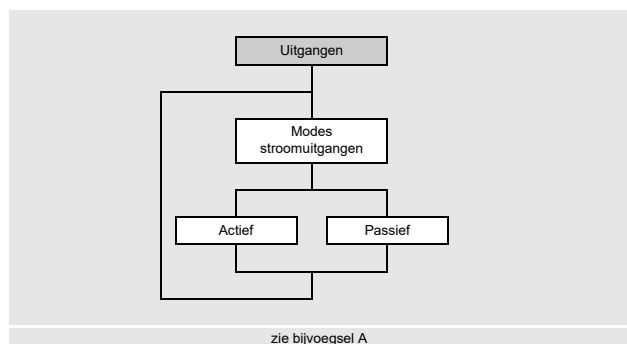 Uitgangen
Modes
stroomuitgangen
Actief
Passief
zie bijvoegsel A